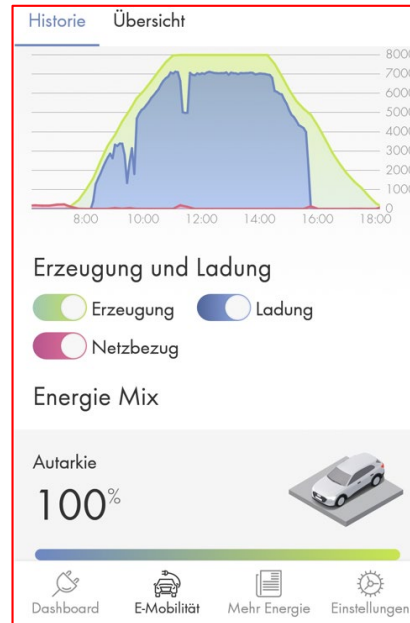 Historie Übersicht
8000
7000
6000
5000
4000
3000
2000
1000
0
8:00 10:00 12:00 14:00 16:00 18:00
Erzeugung und Ladung
Erzeugung Ladung
Netzbezug
Energie Mix
Autarkie
100%
Dashboard E-Mobilität Mehr Energie Einstellungen